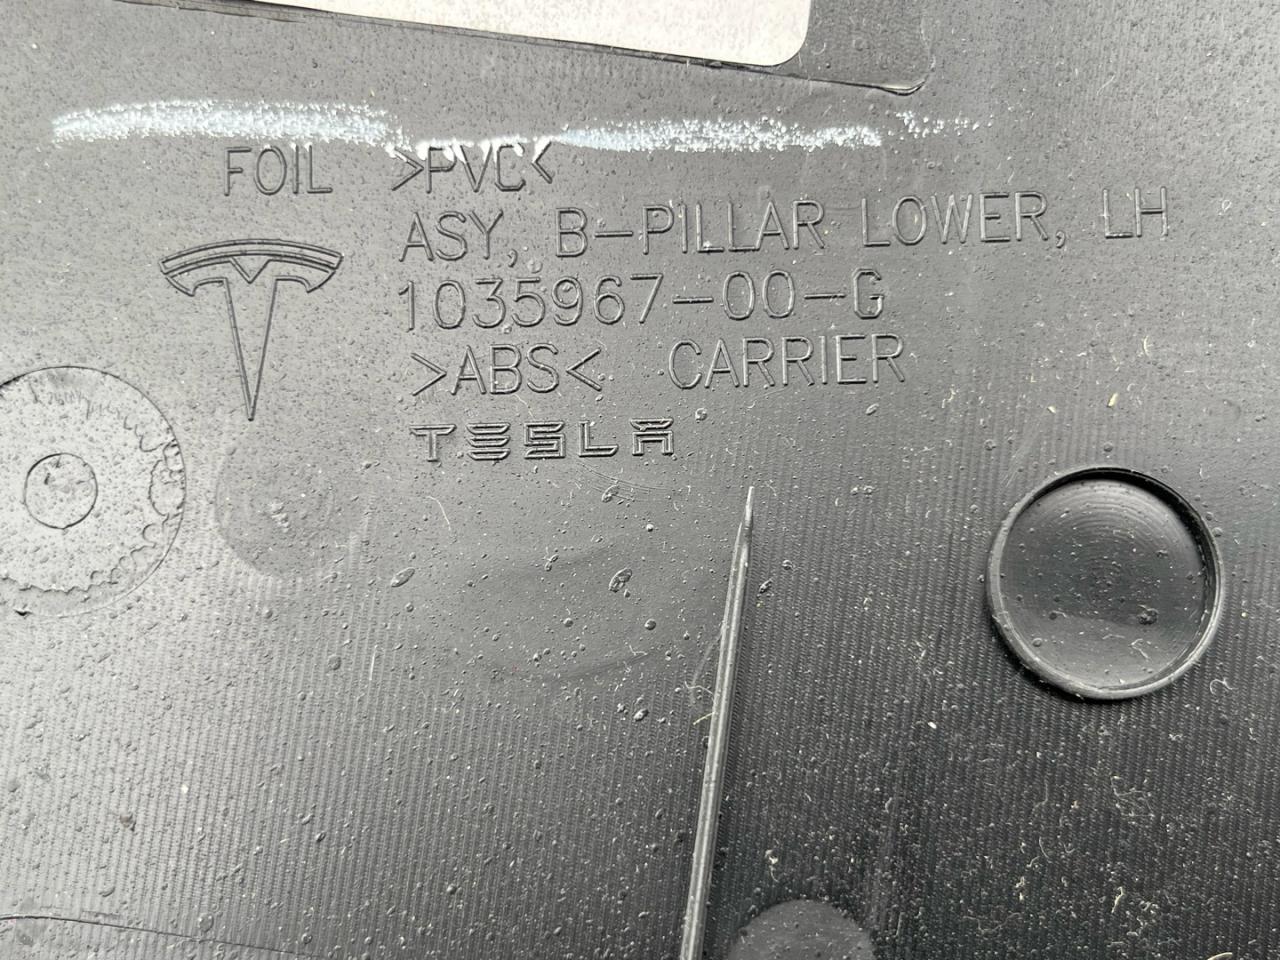 FOIL >PVC<
ASY, B-PILLAR LOWER, LH
1035967-00-G
>ABS< CARRIER
TESLA